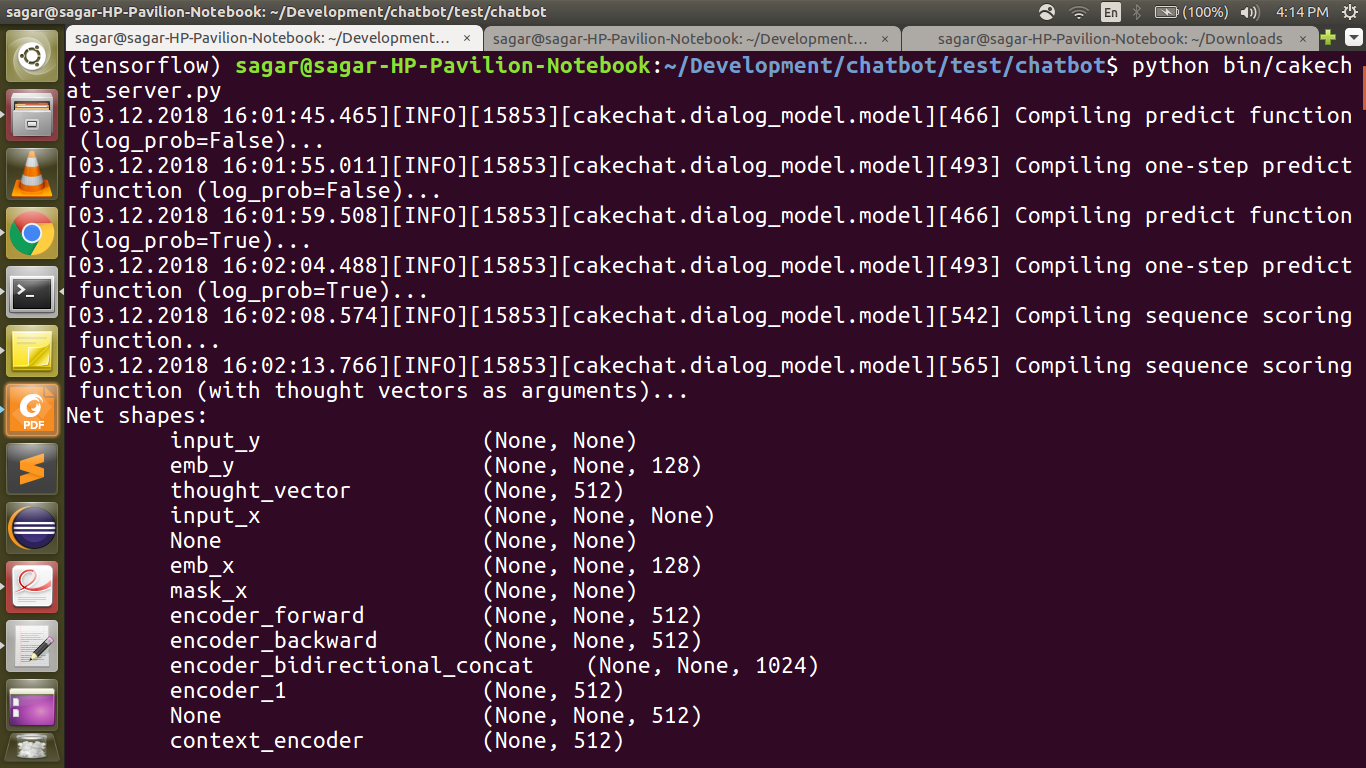 sagar@sagar-HP-Pavilion-Notebook: ~/Development/chatbot/test/chatbot
En
(100%)
4:14 PM
sagar@sagar-HP-Pavilion-Notebook: ~/Development... ×
sagar@sagar-HP-Pavilion-Notebook: ~/Development... ×
sagar@sagar-HP-Pavilion-Notebook: ~/Downloads ×
(tensorflow) sagar@sagar-HP-Pavilion-Notebook:~/Development/chatbot/test/chatbot$ python bin/cakech
at_server.py
[03.12.2018 16:01:45.465][INFO][15853][cakechat.dialog_model.model][466] Compiling predict function
(log_prob=False)...
[03.12.2018 16:01:55.011][INFO][15853][cakechat.dialog_model.model][493] Compiling one-step predict
function (log_prob=False)...
[03.12.2018 16:01:59.508][INFO][15853][cakechat.dialog_model.model][466] Compiling predict function
(log_prob=True)...
[03.12.2018 16:02:04.488][INFO][15853][cakechat.dialog_model.model][493] Compiling one-step predict
function (log_prob=True)...
[03.12.2018 16:02:08.574][INFO][15853][cakechat.dialog_model.model][542] Compiling sequence scoring
function...
[03.12.2018 16:02:13.766][INFO][15853][cakechat.dialog_model.model][565] Compiling sequence scoring
function (with thought vectors as arguments)...
Net shapes:
input_y (None, None)
emb_y (None, None, 128)
thought_vector (None, 512)
input_x (None, None, None)
None (None, None)
emb_x (None, None, 128)
mask_x (None, None)
encoder_forward (None, None, 512)
encoder_backward (None, None, 512)
encoder_bidirectional_concat (None, None, 1024)
encoder_1 (None, 512)
None (None, None, 512)
context_encoder (None, 512)
PDF